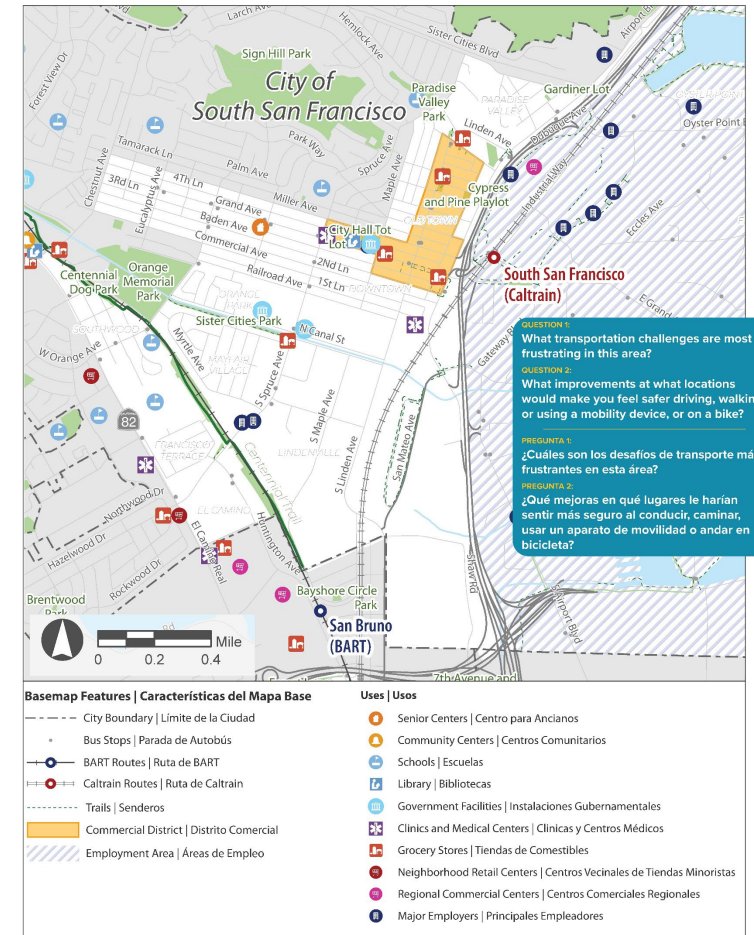 Larch Ave
Hemlock Ave
Sister Cities Blvd
Airport Bl
Forest View Dr
Sign Hill Park
City of
South San Francisco
Paradise
Valley
Park
PARADISE
VALLEY
Gardiner Lot
Oyster Point B
Linden Ave
Dubuque Ave
Tamarack Ln
Park Way
Chestnut Ave
Palm Ave
Spruce Ave
Maple Ave
3Rd Ln
4Th Ln
Eucalyptus Ave
Miller Ave
Grand Ave
Cypress
and Pine Playlot
Industrial Way
Baden Ave
City Hall Tot
Lot
OLD TOWN
Eccles Ave
Commercial Ave
2Nd Ln
Railroad Ave
1St Ln
DOWNTOWN
South San Francisco
(Caltrain)
Centennial
Dog Park
Orange
Memorial
Park
ORANGE
PARK
E Grand
Sister Cities Park
N Canal St
SOUTHWOOD
Myrtle Ave
W Orange Ave
MAYFAIR
VILLAGE
Gateway B
S Spruce Ave
S Maple Ave
82
FRANCISCO
TERRACE
LINDENVILLE
San Mateo Ave
S Linden Ave
Centennial Trail
Northwood Dr
EL CAMINO
El Camino Real
Huntington Ave
Hazelwood Dr
Rockwood Dr
Shaw Rd
S Airport Blvd
Brentwood
Park
Bayshore Circle
Park
San Bruno
(BART)
Rd
Mile
0 0.2 0.4
7th Avenue and
QUESTION 1:
What transportation challenges are most
frustrating in this area?
QUESTION 2:
What improvements at what locations
would make you feel safer driving, walkin
or using a mobility device, or on a bike?
PREGUNTA 1:
¿Cuáles son los desafíos de transporte má
frustrantes en esta área?
PREGUNTA 2:
¿Qué mejoras en qué lugares le harían
sentir más seguro al conducir, caminar,
usar un aparato de movilidad o andar en
bicicleta?
Basemap Features | Características del Mapa Base
City Boundary | Límite de la Ciudad
Bus Stops | Parada de Autobús
BART Routes | Ruta de BART
Caltrain Routes | Ruta de Caltrain
Trails | Senderos
Commercial District | Distrito Comercial
Employment Area | Áreas de Empleo
Uses | Usos
Senior Centers | Centro para Ancianos
Community Centers | Centros Comunitarios
Schools | Escuelas
Library | Bibliotecas
Government Facilities | Instalaciones Gubernamentales
Clinics and Medical Centers | Clinicas y Centros Médicos
Grocery Stores | Tiendas de Comestibles
Neighborhood Retail Centers | Centros Vecinales de Tiendas Minoristas
Regional Commercial Centers | Centros Comerciales Regionales
Major Employers | Principales Empleadores